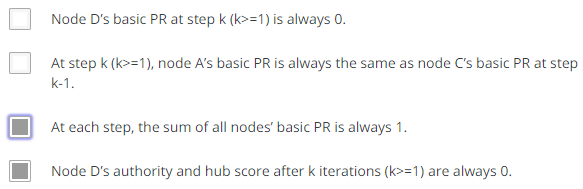 Node D's basic PR at step k (k>=1) is always 0.
At step k (k>=1), node A's basic PR is always the same as node C's basic PR at step
k-1.
At each step, the sum of all nodes' basic PR is always 1.
Node D's authority and hub score after k iterations (k>=1) are always 0.